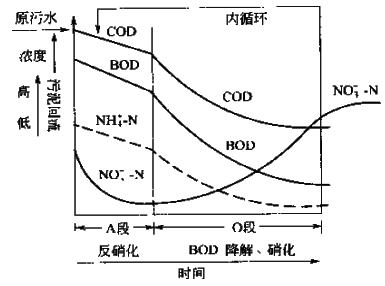 原污水
COD
内循环
浓度
污泥回流
BOD
高
低
COD
NO₃⁻-N
NH₄⁺-N
BOD
NO₃⁻-N
A段
O段
反硝化
BOD 降解、硝化
时间